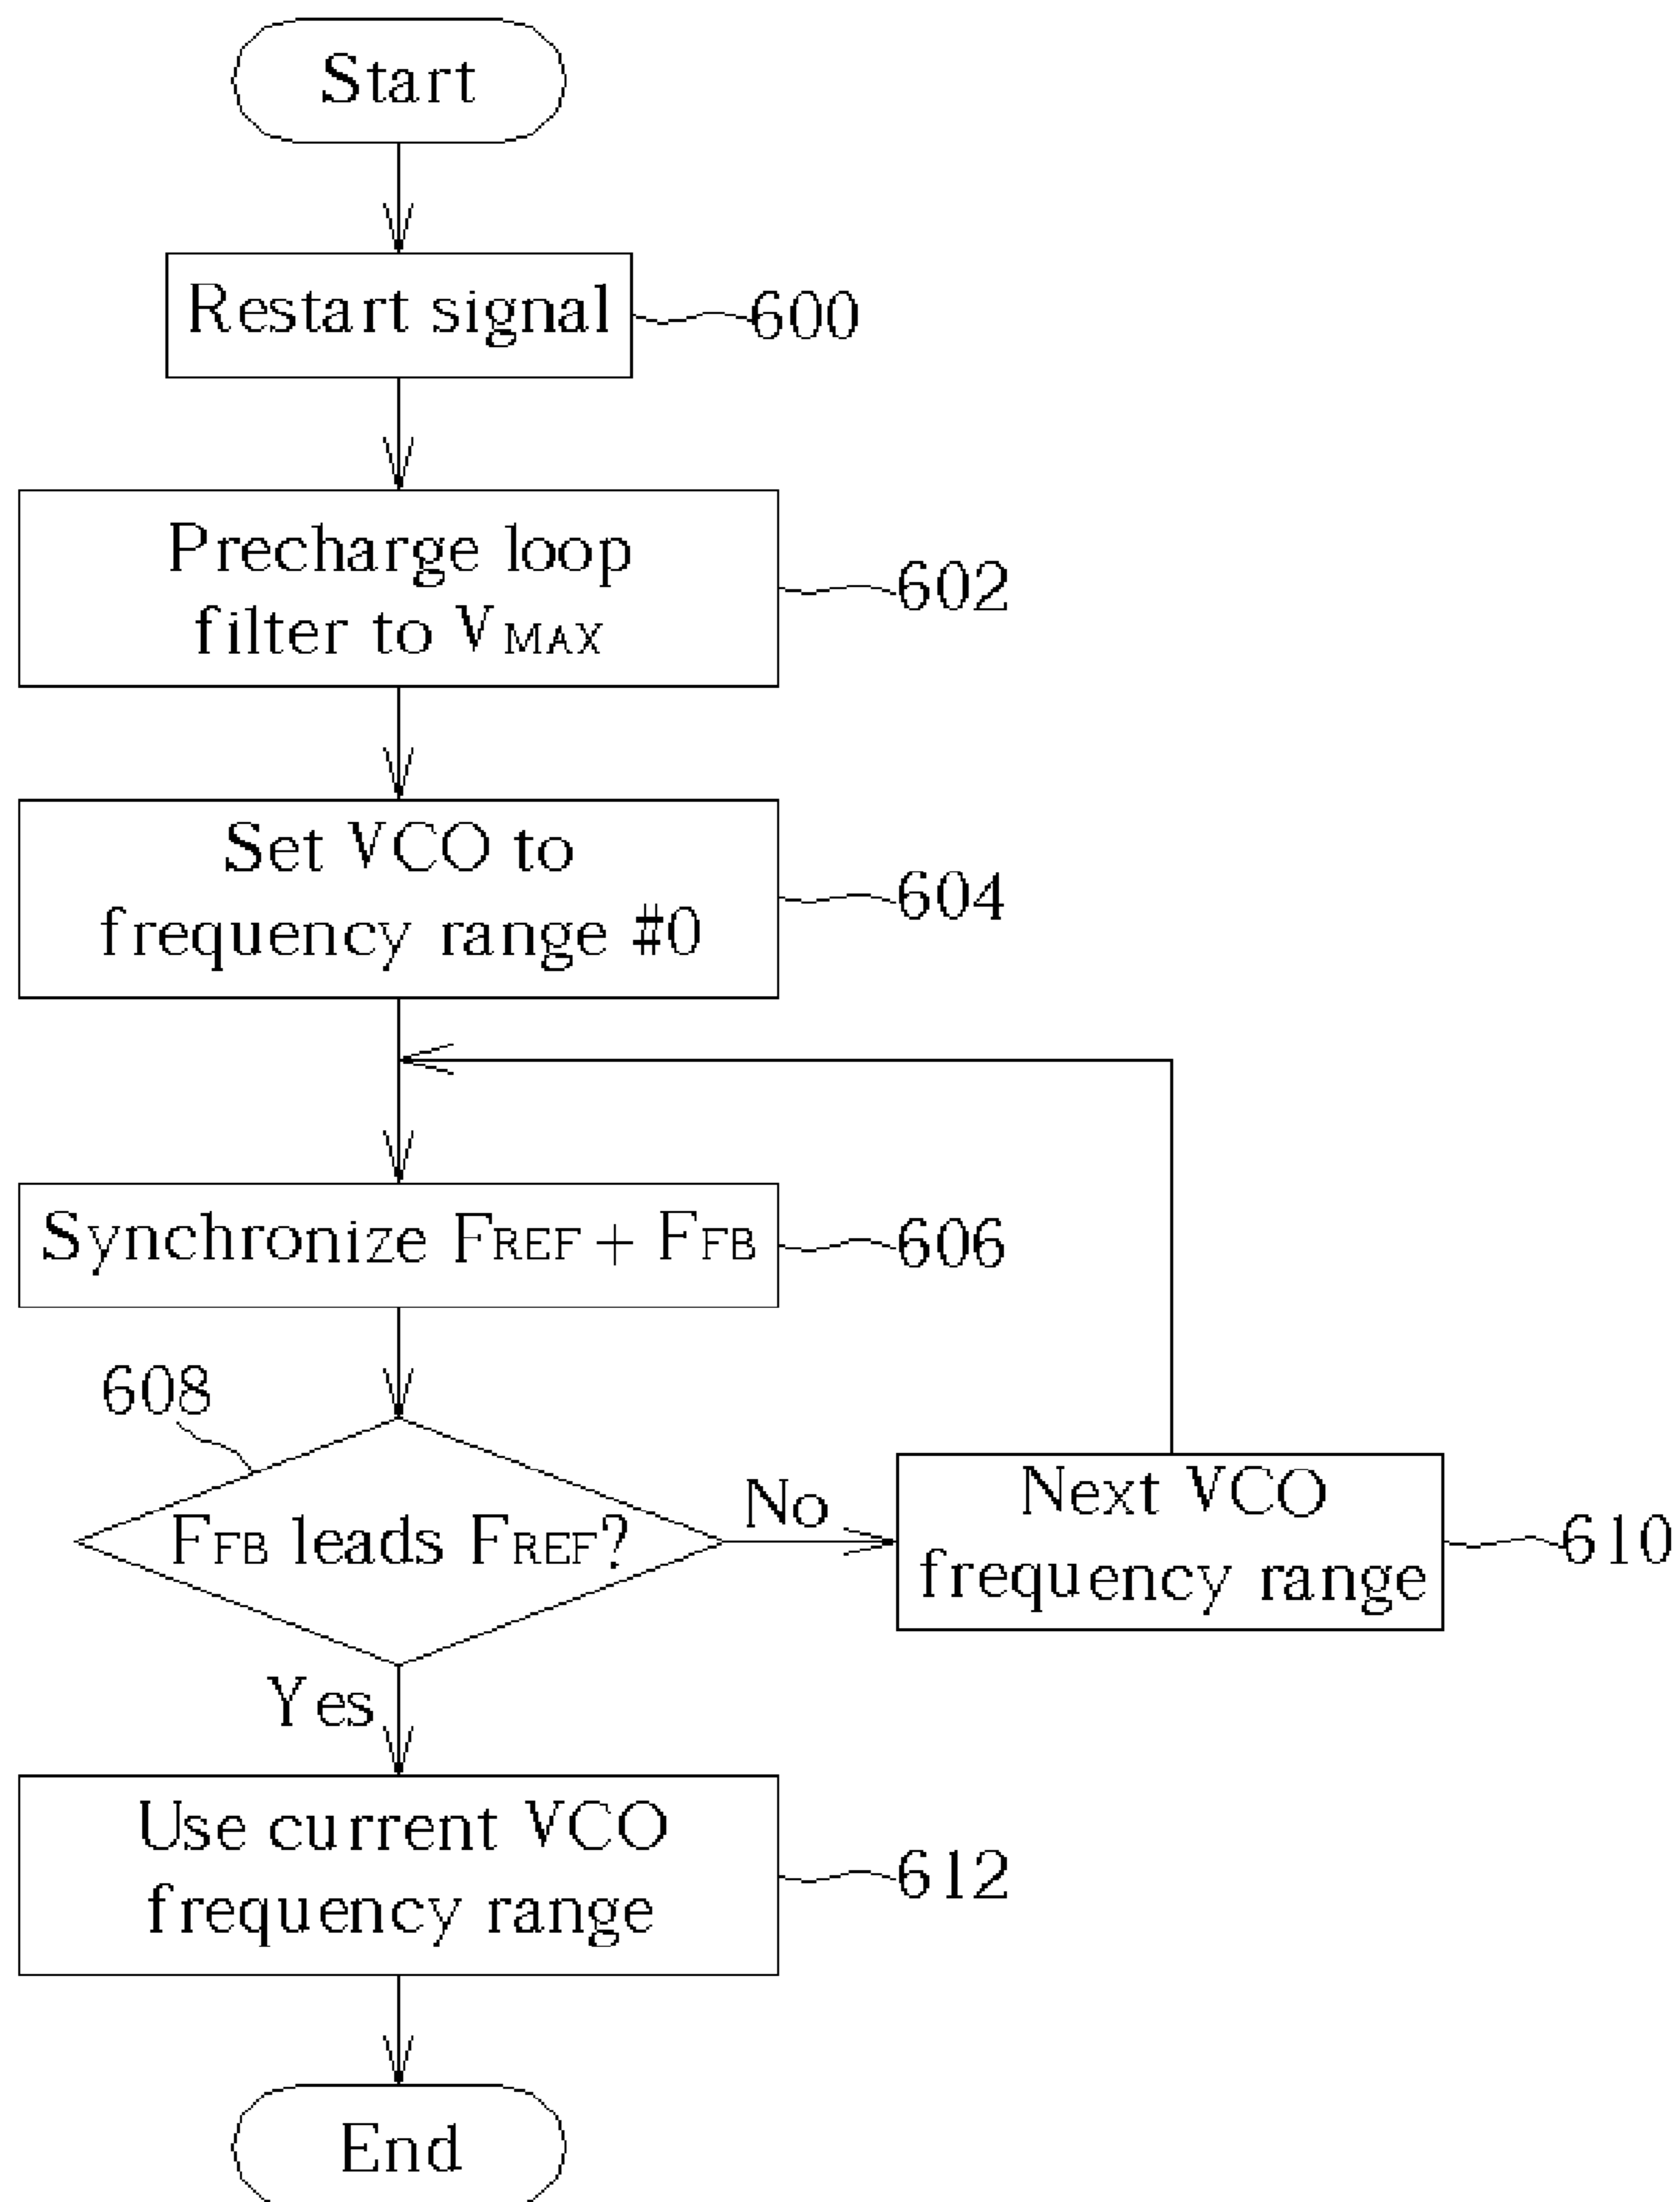 Start
Restart signal
600
Precharge loop
filter to VMAX
602
Set VCO to
frequency range #0
604
Synchronize FREF + FFB
606
608
FFB leads FREF?
No
Next VCO
frequency range
610
Yes
Use current VCO
frequency range
612
End